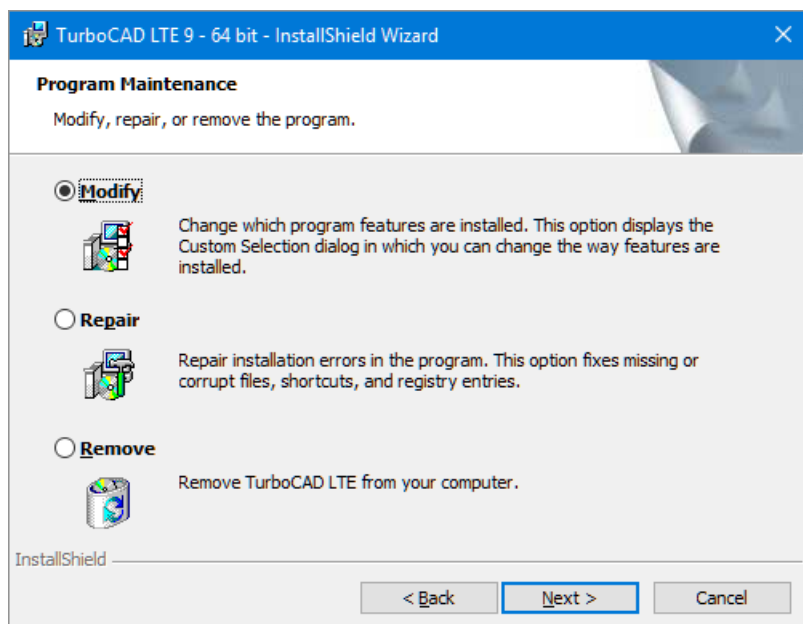 TurboCAD LTE 9 - 64 bit - InstallShield Wizard
Program Maintenance
Modify, repair, or remove the program.
Modify
Change which program features are installed. This option displays the
Custom Selection dialog in which you can change the way features are
installed.
Repair
Repair installation errors in the program. This option fixes missing or
corrupt files, shortcuts, and registry entries.
Remove
Remove TurboCAD LTE from your computer.
InstallShield
< Back
Next >
Cancel